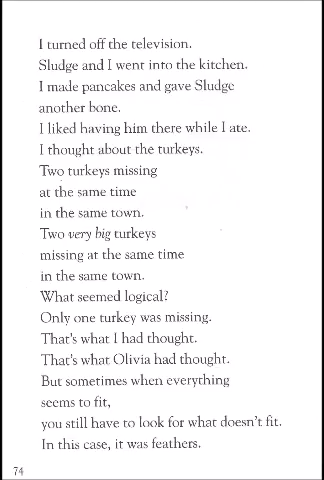 I turned off the television.
Sludge and I went into the kitchen.
I made pancakes and gave Sludge
another bone.
I liked having him there while I ate.
I thought about the turkeys.
Two turkeys missing
at the same time
in the same town.
Two very big turkeys
missing at the same time
in the same town.
What seemed logical?
Only one turkey was missing.
That's what I had thought.
That's what Olivia had thought.
But sometimes when everything
seems to fit,
you still have to look for what doesn't fit.
In this case, it was feathers.
74